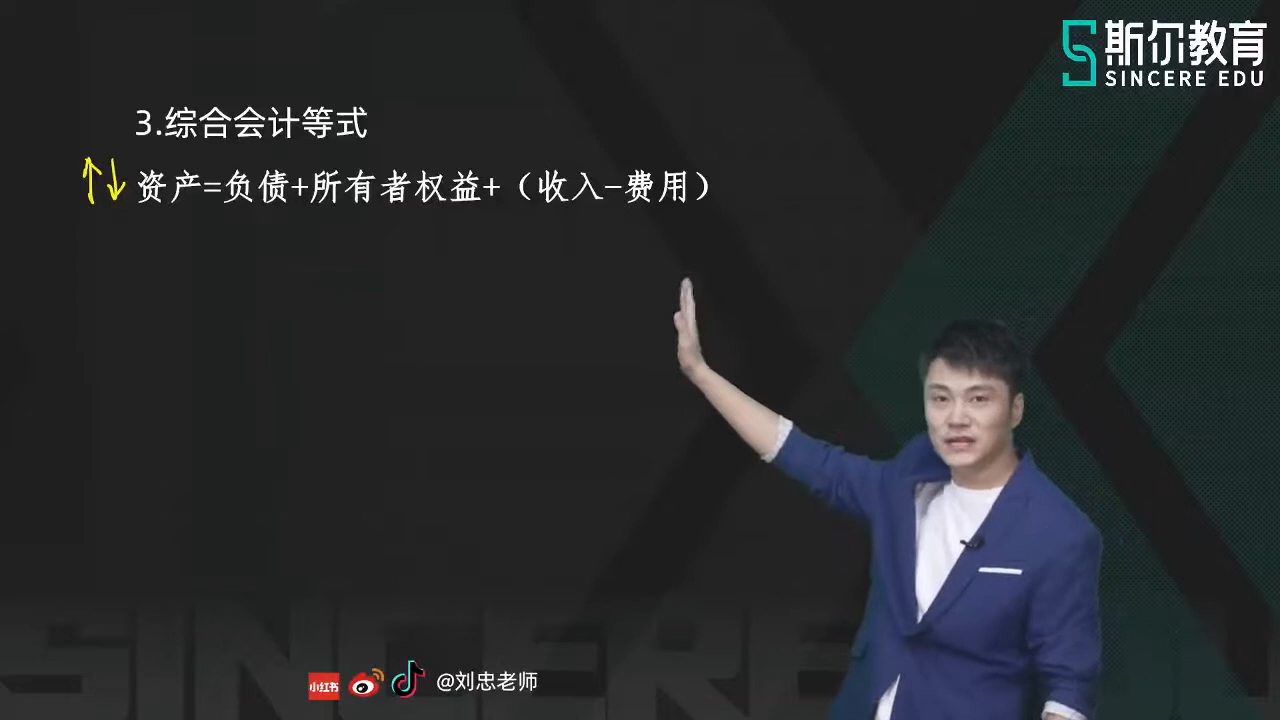 斯尔教育
SINCERE EDU
3.综合会计等式
↑↓资产=负债+所有者权益+（收入-费用）
SINCERE
小红书
@刘忠老师